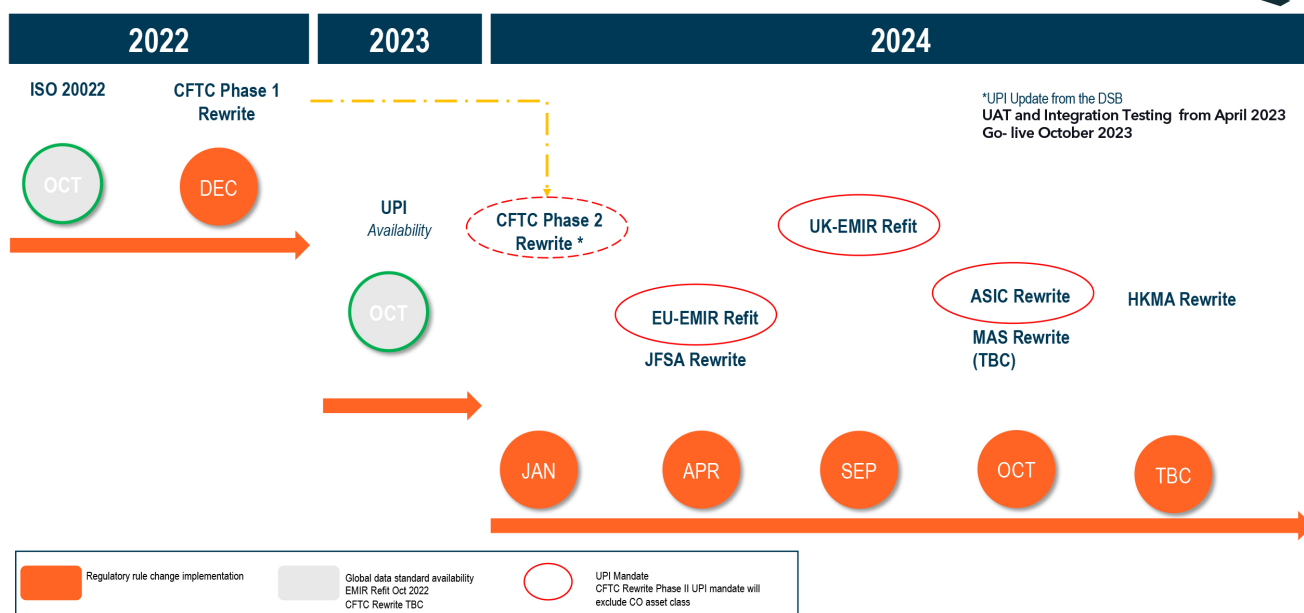 2022
2023
2024
ISO 20022
CFTC Phase 1
Rewrite
*UPI Update from the DSB
UAT and Integration Testing from April 2023
Go- live October 2023
OCT
DEC
UPI
Availability
CFTC Phase 2
Rewrite *
UK-EMIR Refit
OCT
EU-EMIR Refit
JFSA Rewrite
ASIC Rewrite
MAS Rewrite
(TBC)
HKMA Rewrite
JAN
APR
SEP
OCT
TBC
Regulatory rule change implementation
Global data standard availability
EMIR Refit Oct 2022
CFTC Rewrite TBC
UPI Mandate
CFTC Rewrite Phase II UPI mandate will
exclude CO asset class